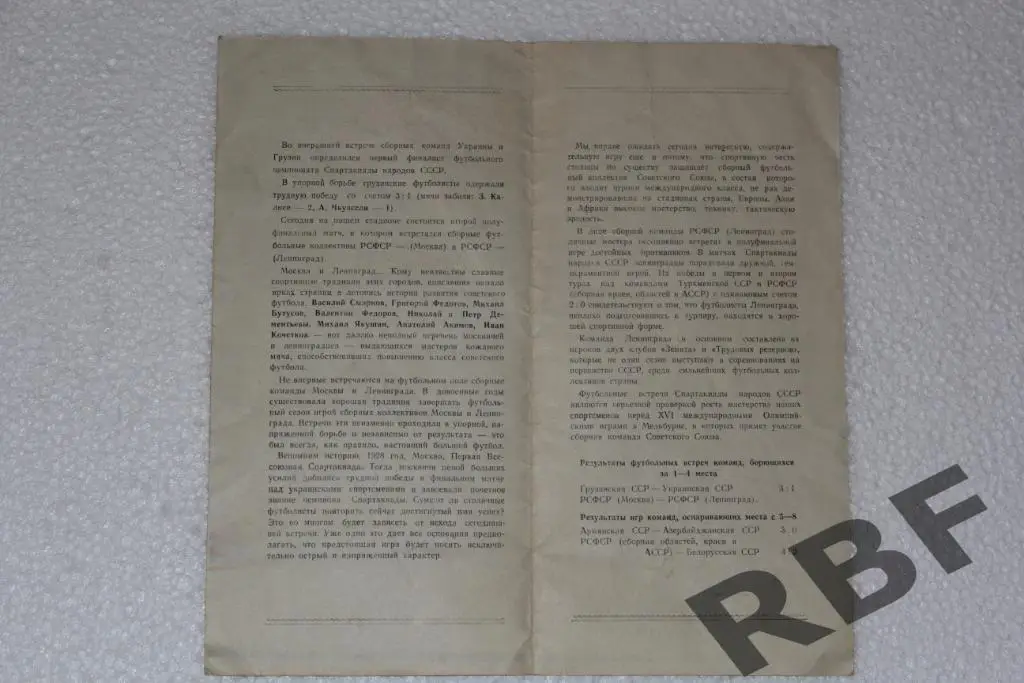 Во вчерашней встрече сборных команд Украины и
Грузии определился первый финалист футбольного
чемпионата Спартакиады народов СССР.
В упорной борьбе грузинские футболисты одержали
трудную победу со счетом 3:1 (мячи забили: З. Ка-
лоев — 2, А. Чкуасели — 1).
Сегодня на нашем стадионе состоится второй полу-
финальный матч, в котором встретятся сборные фут-
больные коллективы РСФСР — (Москва) и РСФСР —
(Ленинград).
Москва и Ленинград... Кому неизвестны славные
спортивные традиции этих городов, вписавших немало
ярких страниц в летопись истории развития советского
футбола. Василий Смирнов, Григорий Федотов, Михаил
Бутусов, Валентин Федоров, Николай и Петр Де-
ментьевы, Михаил Якушин, Анатолий Акимов, Иван
Кочетков — вот далеко неполный перечень москвичей
и ленинградцев — выдающихся мастеров кожаного
мяча, способствовавших повышению класса советского
футбола.
Не впервые встречаются на футбольном поле сборные
команды Москвы и Ленинграда. В довоенные годы
существовала хорошая традиция завершать футболь-
ный сезон игрой сборных коллективов Москвы и Ленин-
града. Встречи эти неизменно проходили в упорной, на-
пряженной борьбе и независимо от результата — это
был всегда, как правило, настоящий большой футбол.
Вспомним историю. 1928 год, Москва, Первая Все-
союзная Спартакиада. Тогда москвичи ценой больших
усилий добились трудной победы в финальном матче
над украинскими спортсменами и завоевали почетное
звание чемпиона Спартакиады. Сумеют ли столичные
футболисты повторить сейчас достигнутый ими успех?
Это во многом будет зависеть от исхода сегодняш-
ней встречи. Уже одно это дает все основания предпо-
лагать, что предстоящая игра будет носить исключи-
тельно острый и напряженный характер.
Мы вправе ожидать сегодня интересную, содержа-
тельную игру еще и потому, что спортивную честь
столицы по существу защищает сборный футболь-
ный коллектив Советского Союза, в состав которо-
го входят игроки международного класса, не раз де-
монстрировавшие на стадионах страны, Европы, Азии
и Африки высокое мастерство, технику, тактическую
зрелость.
В лице сборной команды РСФСР (Ленинград) сто-
личные мастера несомненно встретят в полуфинальной
игре достойных противников. В матчах Спартакиады
народов СССР ленинградцы порадовали дружной, тем-
пераментной игрой. Их победы в первом и втором
турах над командами Туркменской ССР и РСФСР
(сборная краев, областей и АССР) с одинаковым счетом
2:0 свидетельствуют о том, что футболисты Ленинграда,
неплохо подготовившись к турниру, находятся в хоро-
шей спортивной форме.
Команда Ленинграда в основном составлена из
игроков двух клубов «Зенита» и «Трудовых резервов»,
которые не один сезон выступают в соревнованиях на
первенство СССР, среди сильнейших футбольных кол-
лективов страны.
Футбольные встречи Спартакиады народов СССР
являются серьезной проверкой роста мастерства наших
спортсменов перед XVI международными Олимпий-
скими играми в Мельбурне, в которых примет участие
сборная команда Советского Союза.
Результаты футбольных встреч команд, борющихся
за 1—4 места
Грузинская ССР — Украинская ССР 3:1
РСФСР (Москва) — РСФСР (Ленинград).
Результаты игр команд, оспаривающих места с 5—8
Армянская ССР — Азербайджанская ССР 3:0
РСФСР (сборная областей, краев и
АССР) — Белорусская ССР
RBF